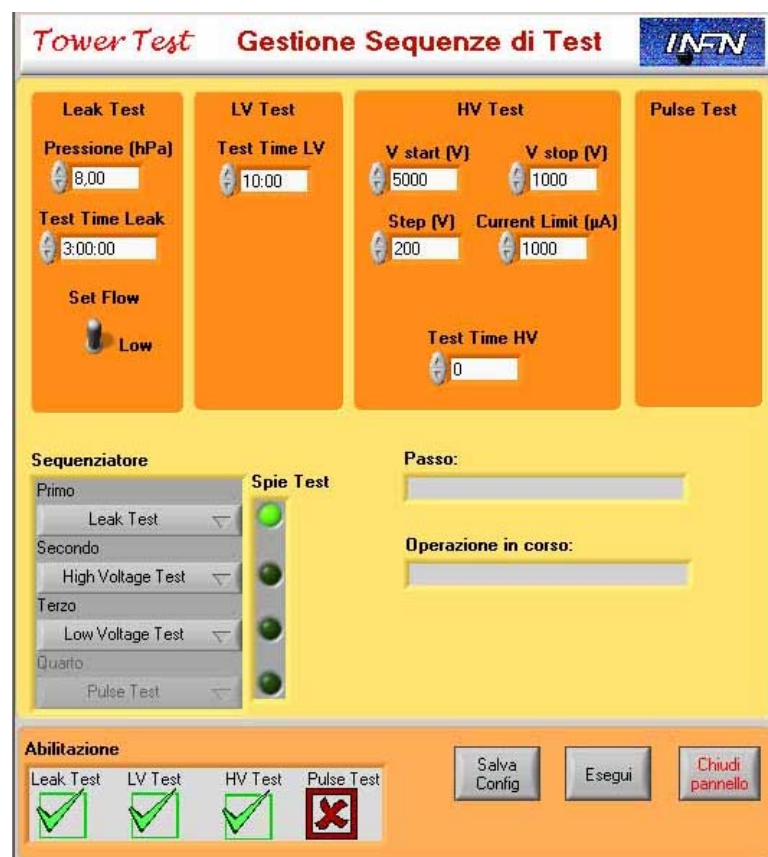 Tower Test Gestione Sequenze di Test INFN
Leak Test
Pressione (hPa)
8,00
Test Time Leak
3:00:00
Set Flow
Low
LV Test
Test Time LV
10:00
HV Test
V start (V) V stop (V)
5000 1000
Step (V) Current Limit (µA)
200 1000
Test Time HV
0
Pulse Test
Sequenziatore
Primo
Leak Test
Secondo
High Voltage Test
Terzo
Low Voltage Test
Quarto
Pulse Test
Spie Test
Passo:
Operazione in corso:
Abilitazione
Leak Test LV Test HV Test Pulse Test
Salva
Config
Esegui
Chiudi
pannello